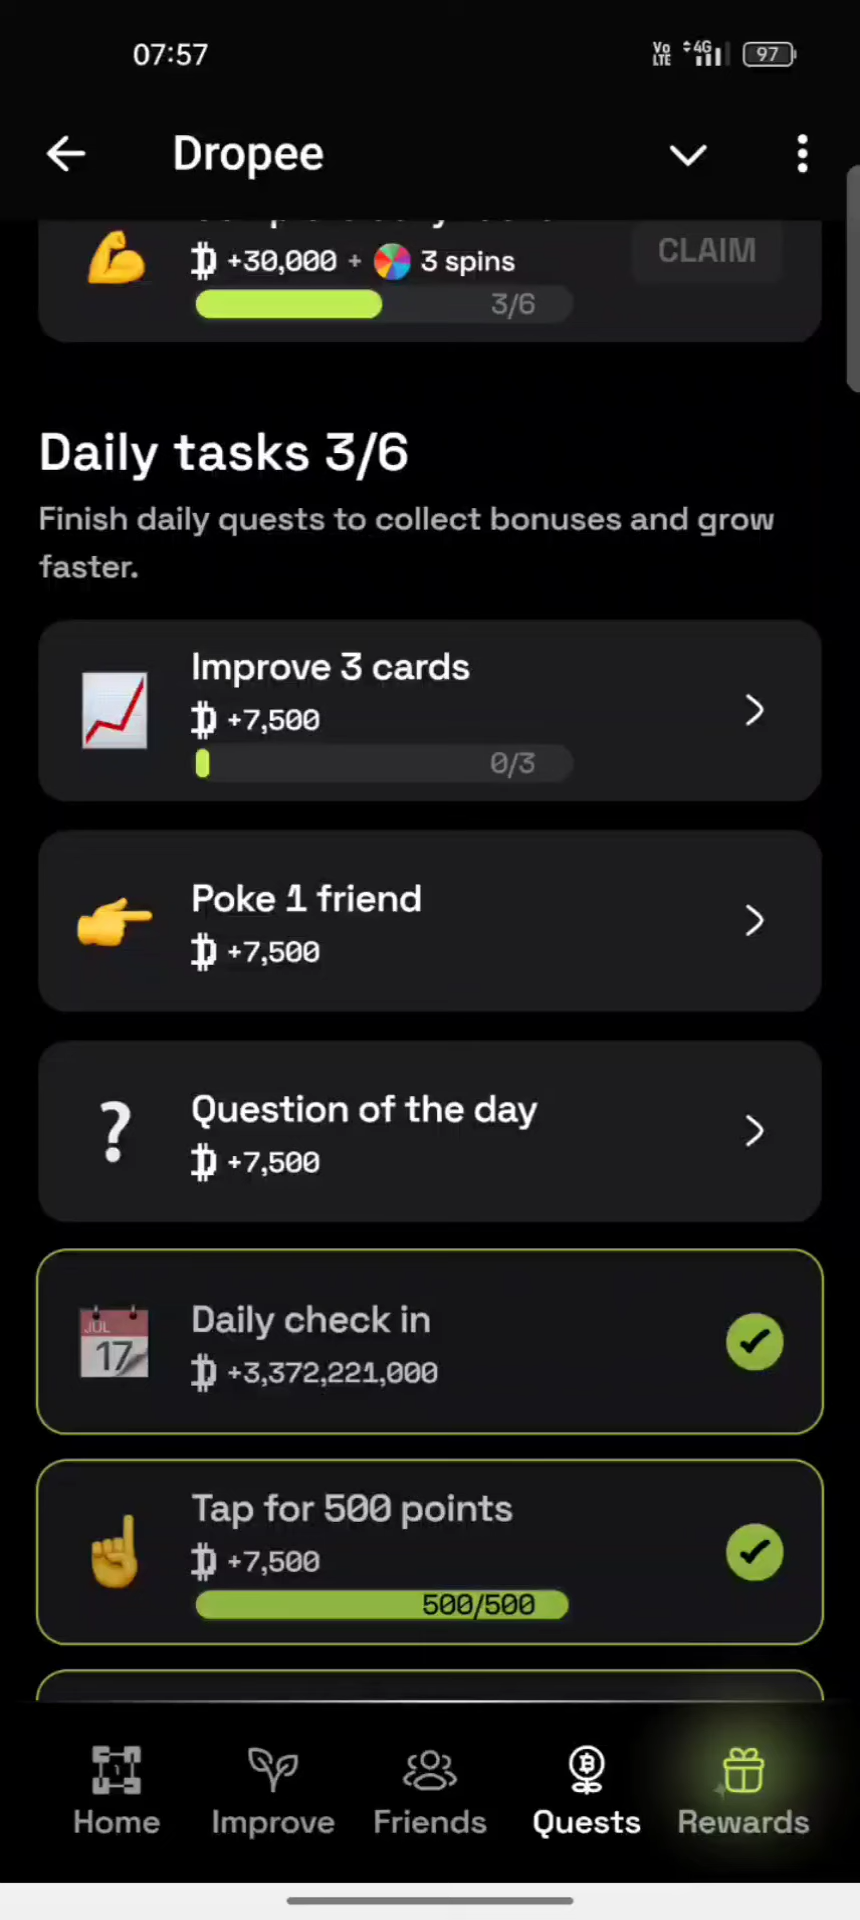 07:57
Vo LTE 4G 97
Dropee
+30,000 + 3 spins
CLAIM
3/6
Daily tasks 3/6
Finish daily quests to collect bonuses and grow
faster.
Improve 3 cards
+7,500
0/3
Poke 1 friend
+7,500
?
Question of the day
+7,500
JUL
17
Daily check in
+3,372,221,000
Tap for 500 points
+7,500
500/500
Home
Improve
Friends
Quests
Rewards